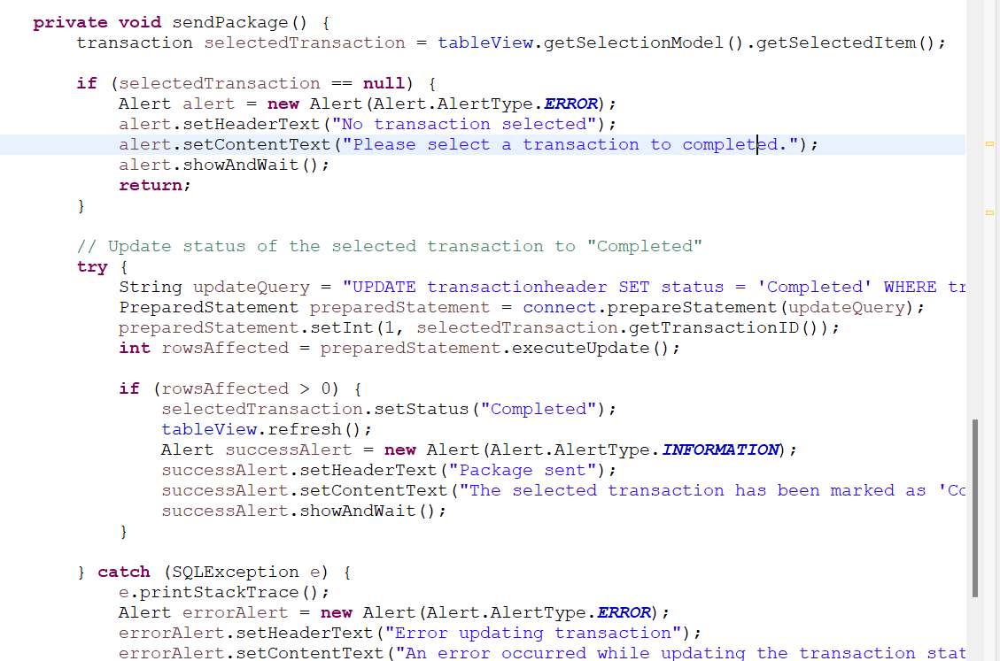 private void sendPackage() {
transaction selectedTransaction = tableView.getSelectionModel().getSelectedItem();
if (selectedTransaction == null) {
Alert alert = new Alert(Alert.AlertType.ERROR);
alert.setHeaderText("No transaction selected");
alert.setContentText("Please select a transaction to completed.");
alert.showAndWait();
return;
}
// Update status of the selected transaction to "Completed"
try {
String updateQuery = "UPDATE transactionheader SET status = 'Completed' WHERE tr
PreparedStatement preparedStatement = connect.prepareStatement(updateQuery);
preparedStatement.setInt(1, selectedTransaction.getTransactionID());
int rowsAffected = preparedStatement.executeUpdate();
if (rowsAffected > 0) {
selectedTransaction.setStatus("Completed");
tableView.refresh();
Alert successAlert = new Alert(Alert.AlertType.INFORMATION);
successAlert.setHeaderText("Package sent");
successAlert.setContentText("The selected transaction has been marked as 'Co
successAlert.showAndWait();
}
} catch (SQLException e) {
e.printStackTrace();
Alert errorAlert = new Alert(Alert.AlertType.ERROR);
errorAlert.setHeaderText("Error updating transaction");
errorAlert.setContentText("An error occurred while updating the transaction stat